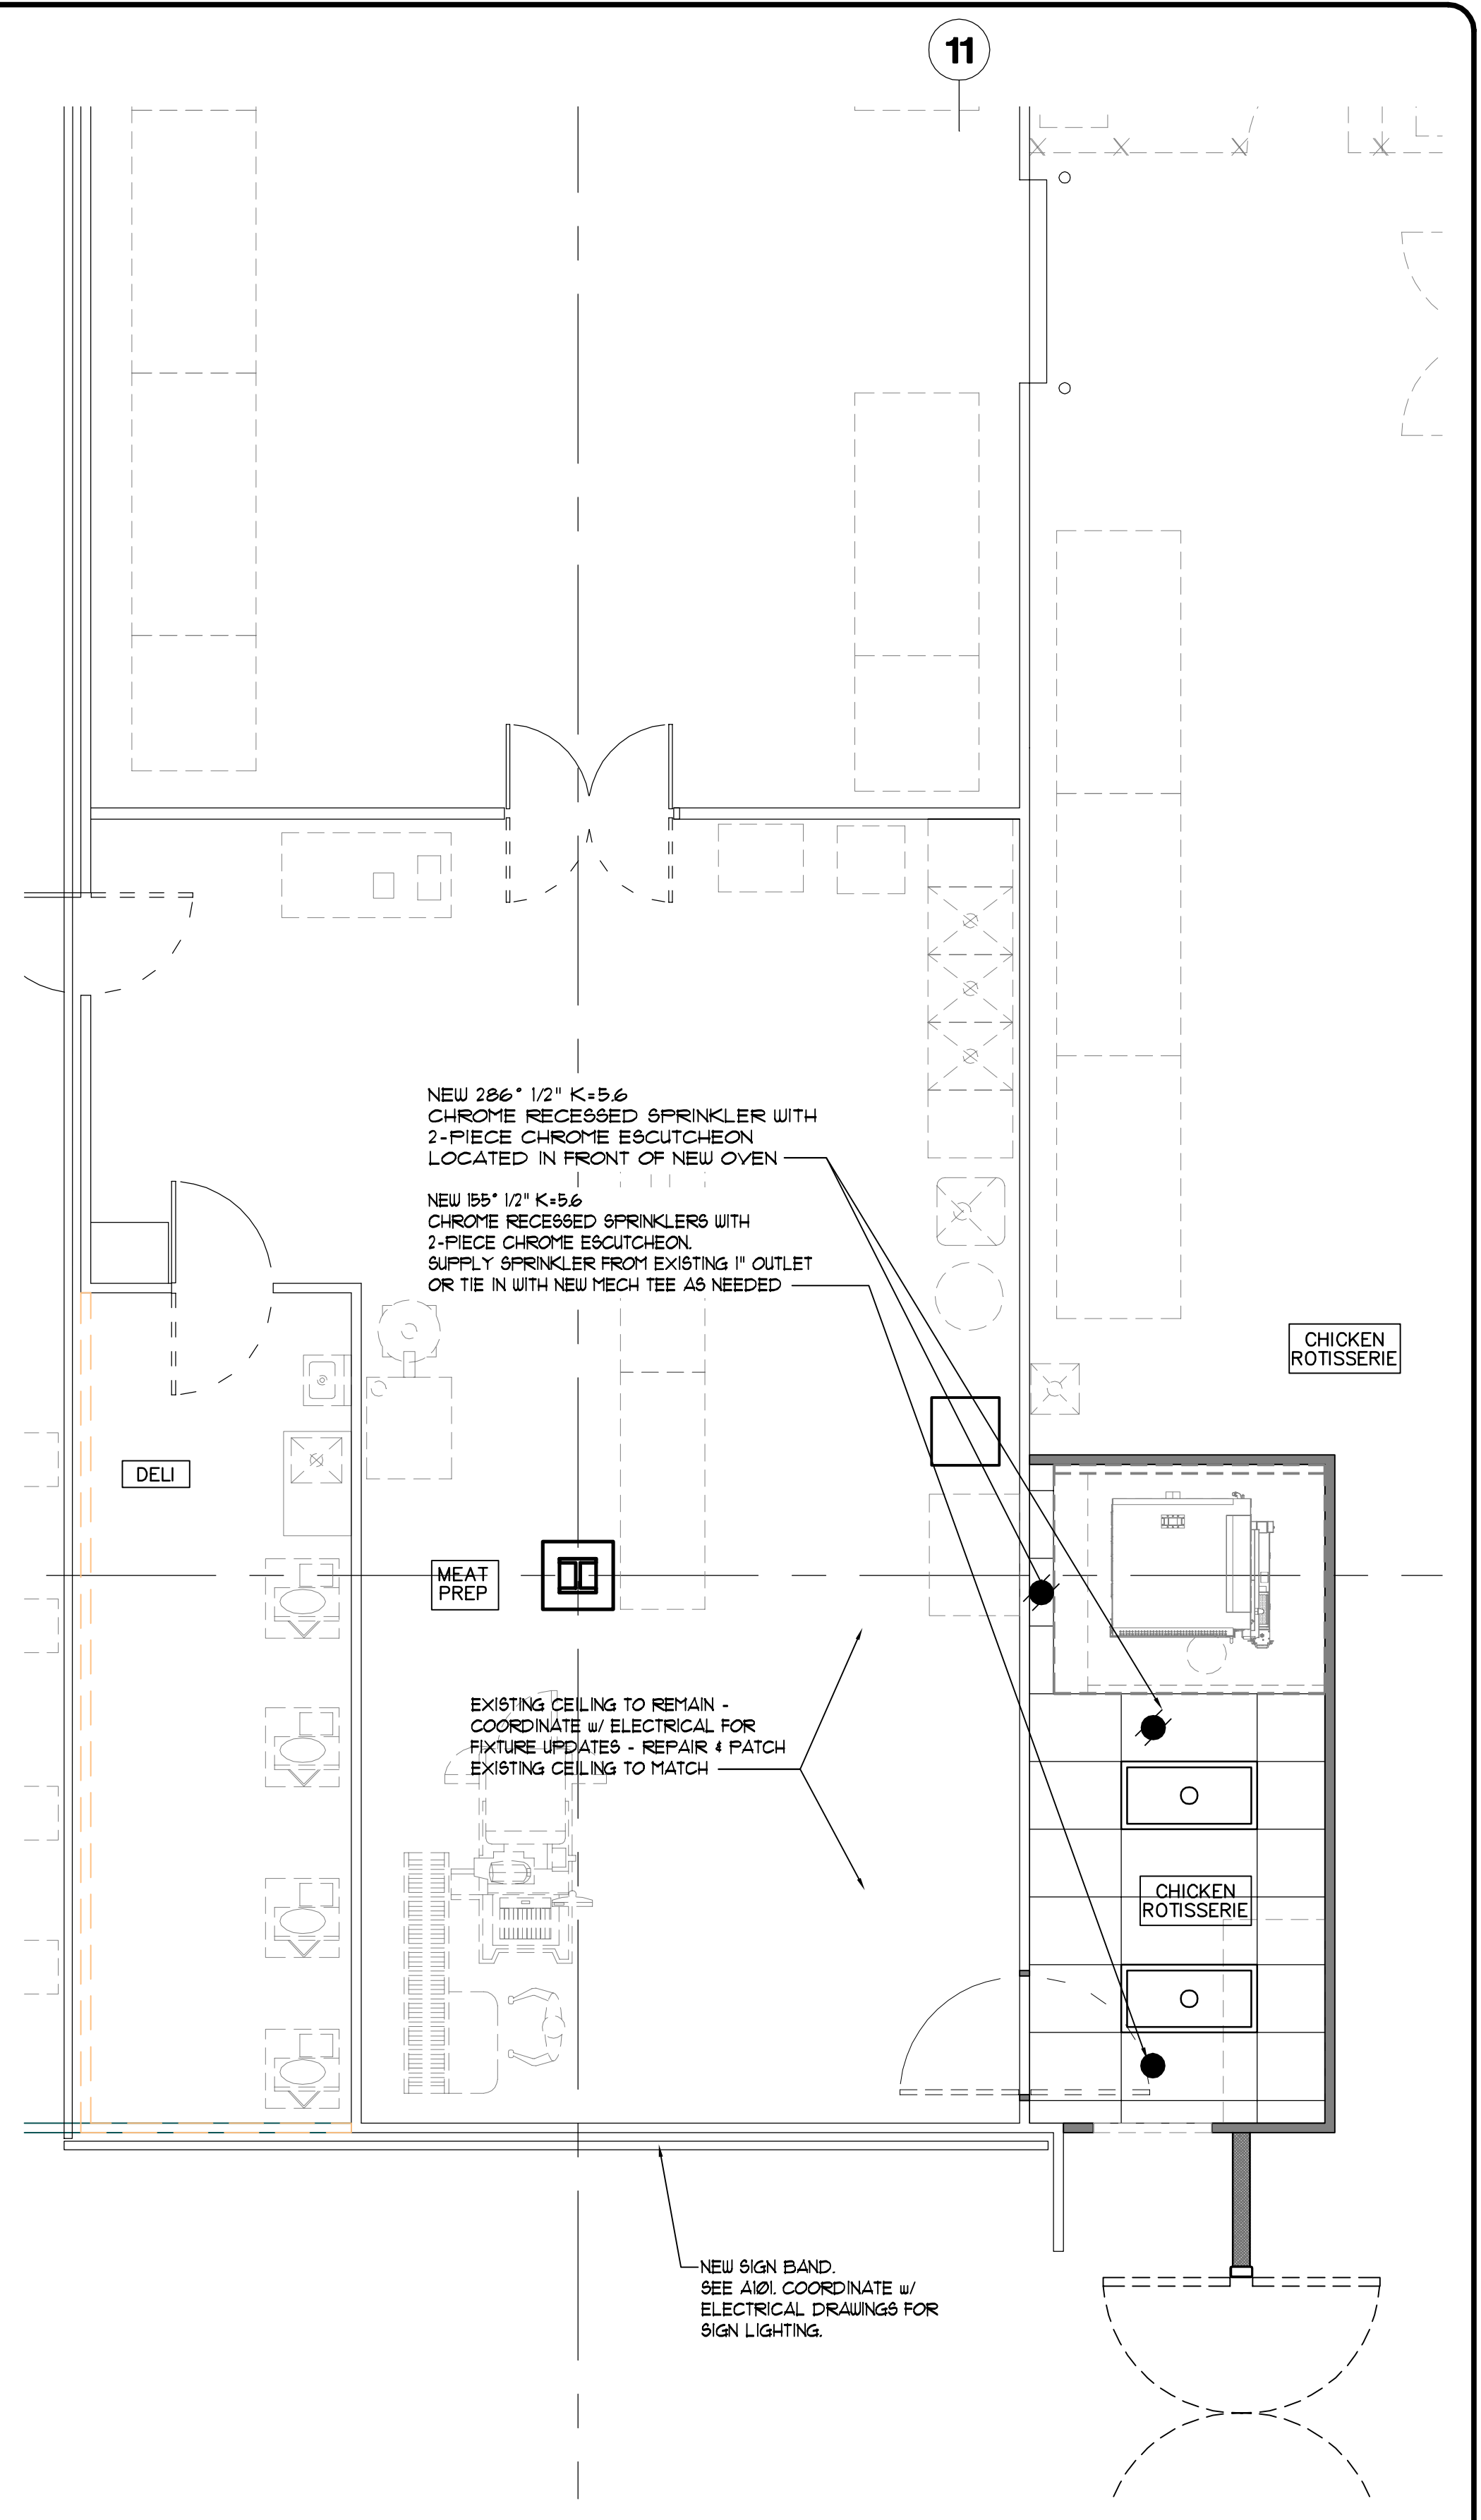 11
NEW 286° 1/2" K=5.6
CHROME RECESSED SPRINKLER WITH
2-PIECE CHROME ESCUTCHEON
LOCATED IN FRONT OF NEW OVEN
NEW 155° 1/2" K=5.6
CHROME RECESSED SPRINKLERS WITH
2-PIECE CHROME ESCUTCHEON.
SUPPLY SPRINKLER FROM EXISTING 1" OUTLET
OR TIE IN WITH NEW MECH TEE AS NEEDED
CHICKEN
ROTISSERIE
DELI
MEAT
PREP
EXISTING CEILING TO REMAIN -
COORDINATE w/ ELECTRICAL FOR
FIXTURE UPDATES - REPAIR & PATCH
EXISTING CEILING TO MATCH
CHICKEN
ROTISSERIE
NEW SIGN BAND.
SEE A101. COORDINATE w/
ELECTRICAL DRAWINGS FOR
SIGN LIGHTING.